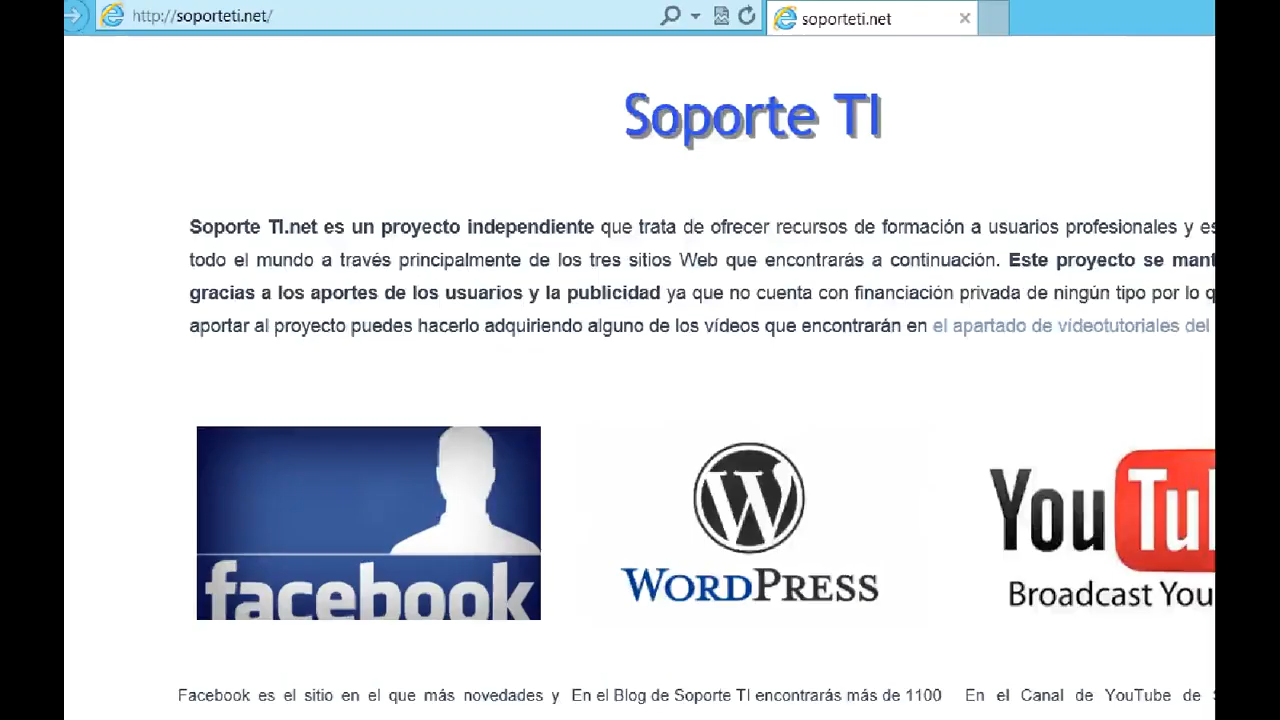 http://soporteti.net/
soporteti.net
Soporte TI
Soporte TI.net es un proyecto independiente que trata de ofrecer recursos de formación a usuarios profesionales y es
todo el mundo a través principalmente de los tres sitios Web que encontrarás a continuación. Este proyecto se mant
gracias a los aportes de los usuarios y la publicidad ya que no cuenta con financiación privada de ningún tipo por lo q
aportar al proyecto puedes hacerlo adquiriendo alguno de los vídeos que encontrarán en el apartado de vídeotutoriales del
facebook
WORDPRESS
YouTu
Broadcast You
Facebook es el sitio en el que más novedades y
En el Blog de Soporte TI encontrarás más de 1100
En el Canal de YouTube de S